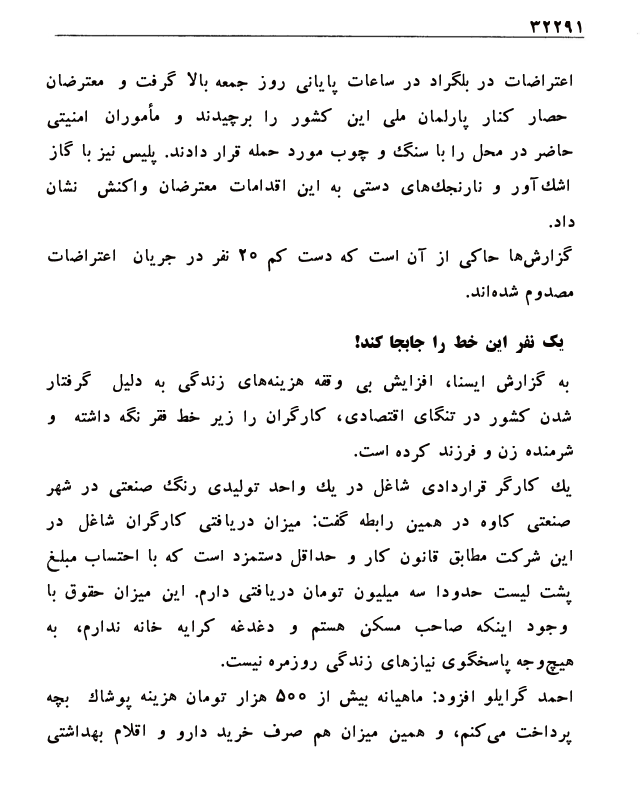 ۳۲۲۹۱
اعتراضات در بلگراد در ساعات پایانی روز جمعه بالا گرفت و معترضان
حصار کنار پارلمان ملی این کشور را برچیدند و مأموران امنیتی
حاضر در محل را با سنگ و چوب مورد حمله قرار دادند. پلیس نیز با گاز
اشك‌آور و نارنجك‌های دستی به این اقدامات معترضان واکنش نشان
داد.
گزارش‌ها حاکی از آن است که دست کم ۲۰ نفر در جریان اعتراضات
مصدوم شده‌اند.
یک نفر این خط را جابجا کند!
به گزارش ایسنا، افزایش بی وقفه هزینه‌های زندگی به دلیل گرفتار
شدن کشور در تنگای اقتصادی، کارگران را زیر خط فقر نگه داشته و
شرمنده زن و فرزند کرده است.
یك کارگر قراردادی شاغل در یك واحد تولیدی رنگ صنعتی در شهر
صنعتی کاوه در همین رابطه گفت: میزان دریافتی کارگران شاغل در
این شرکت مطابق قانون کار و حداقل دستمزد است که با احتساب مبلغ
پشت لیست حدودا سه میلیون تومان دریافتی دارم. این میزان حقوق با
وجود اینکه صاحب مسکن هستم و دغدغه کرایه خانه ندارم، به
هیچ‌وجه پاسخگوی نیازهای زندگی روزمره نیست.
احمد گرایلو افزود: ماهیانه بیش از ۵۰۰ هزار تومان هزینه پوشاك بچه
پرداخت می‌کنم، و همین میزان هم صرف خرید دارو و اقلام بهداشتی